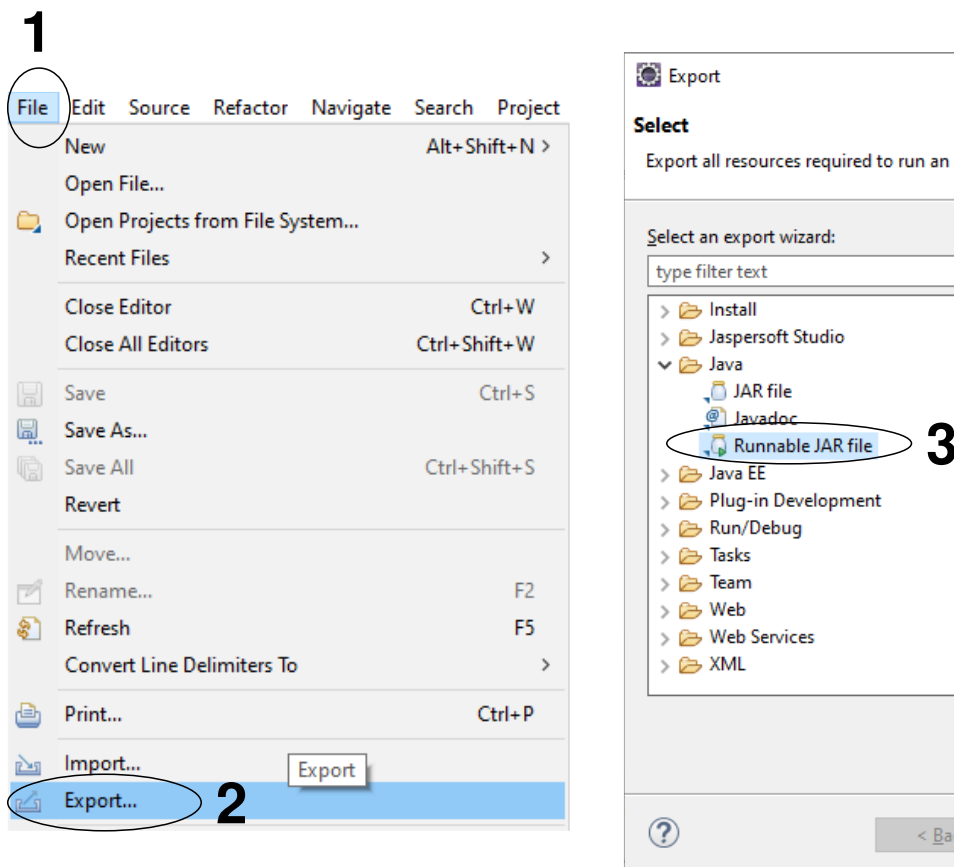 1
File Edit Source Refactor Navigate Search Project
New Alt+Shift+N >
Open File...
Open Projects from File System...
Recent Files >
Close Editor Ctrl+W
Close All Editors Ctrl+Shift+W
Save Ctrl+S
Save As...
Save All Ctrl+Shift+S
Revert
Move...
Rename... F2
Refresh F5
Convert Line Delimiters To >
Print... Ctrl+P
Import...
Export
Export... 2
Export
Select
Export all resources required to run an
Select an export wizard:
type filter text
> Install
> Jaspersoft Studio
Java
JAR file
Javadoc
Runnable JAR file 3
> Java EE
> Plug-in Development
> Run/Debug
> Tasks
> Team
> Web
> Web Services
> XML
? < Ba